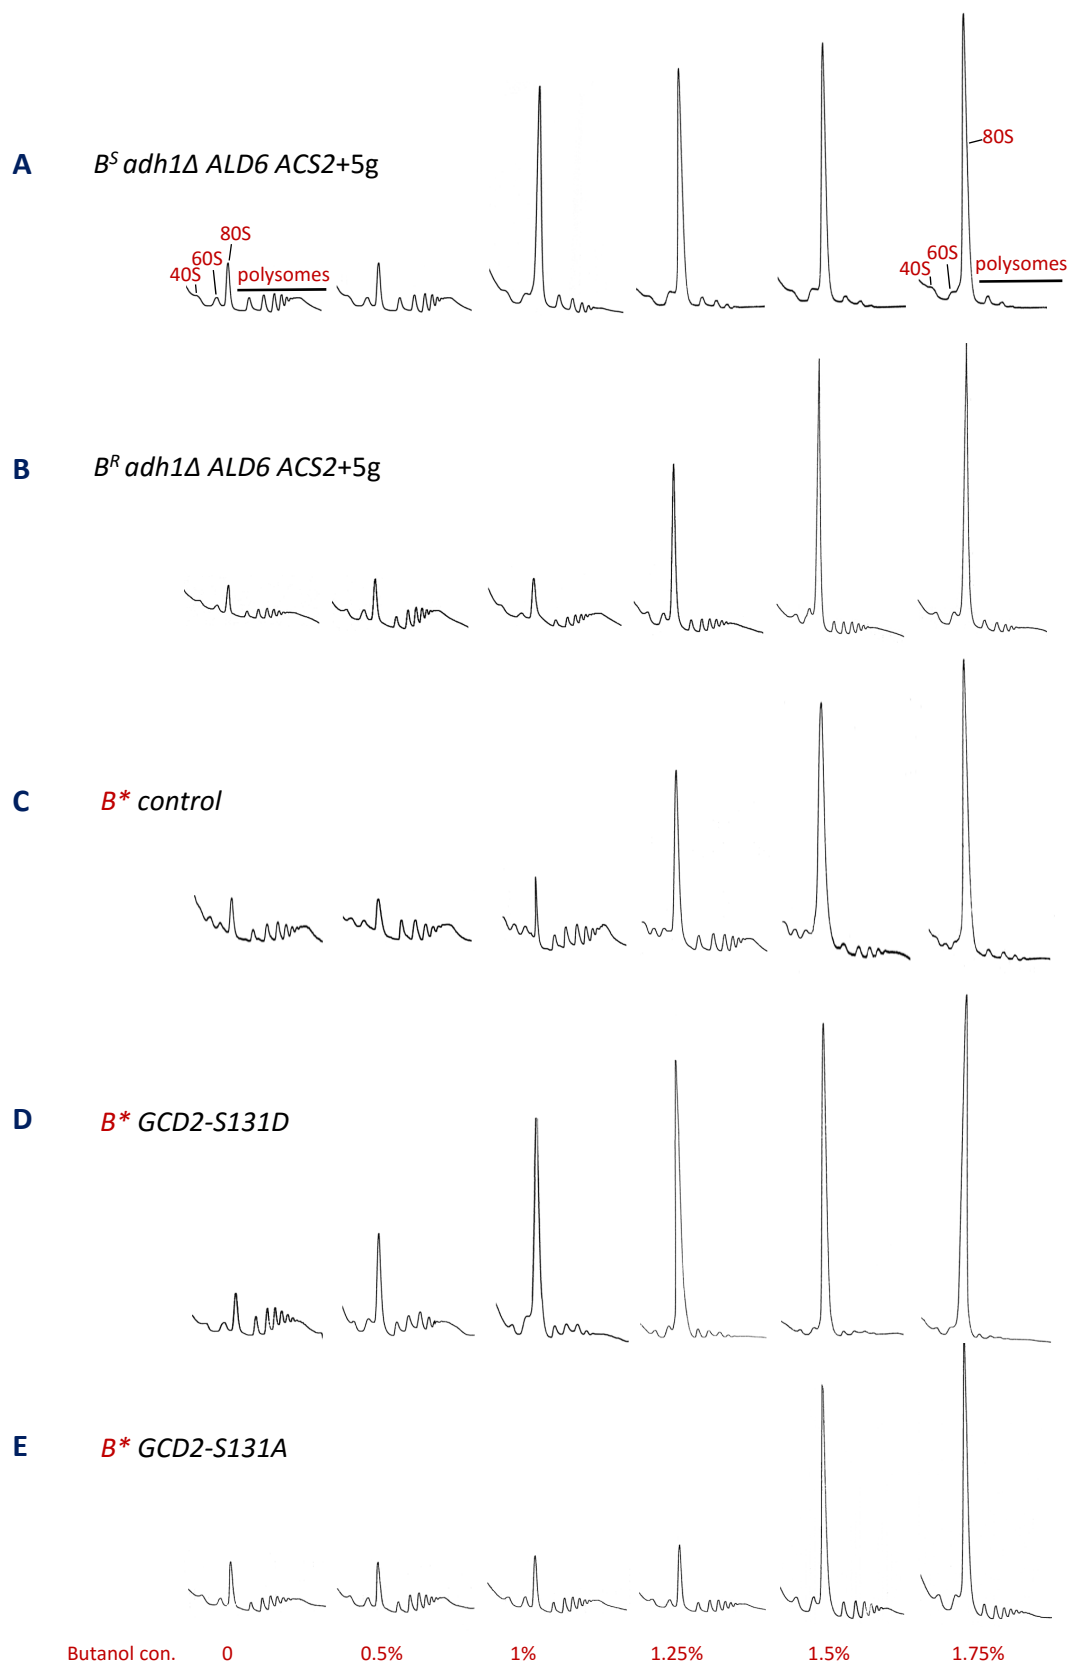 A B^S adh1Δ ALD6 ACS2+5g
80S
60S
40S
polysomes
80S
60S
40S
polysomes
B B^R adh1Δ ALD6 ACS2+5g
C B* control
D B* GCD2-S131D
E B* GCD2-S131A
Butanol con. 0 0.5% 1% 1.25% 1.5% 1.75%